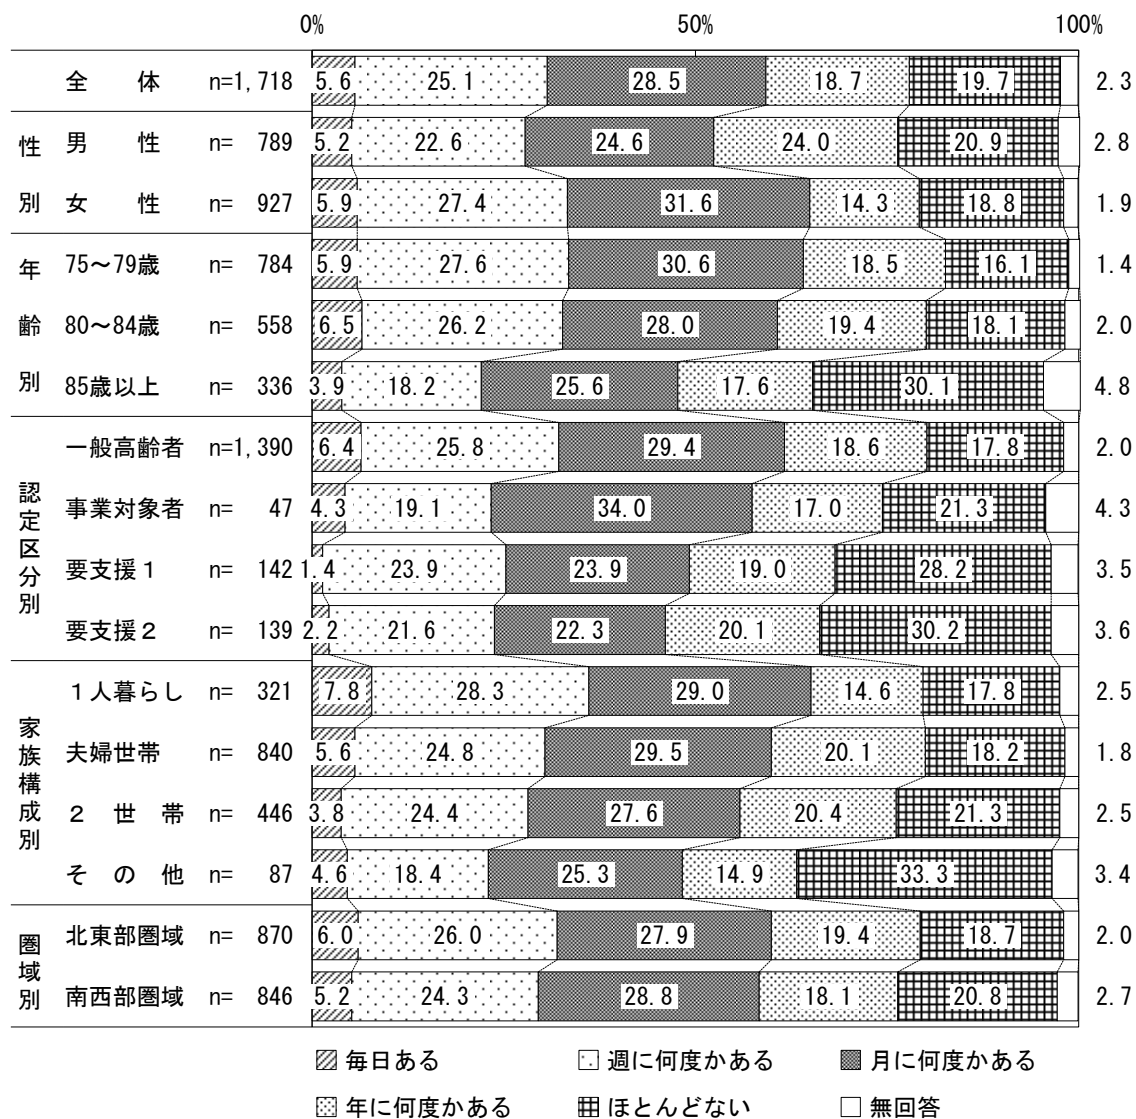 0% 50% 100%
全体 n=1,718 5.6 25.1 28.5 18.7 19.7 2.3
性別
男性 n= 789 5.2 22.6 24.6 24.0 20.9 2.8
女性 n= 927 5.9 27.4 31.6 14.3 18.8 1.9
年齢別
75～79歳 n= 784 5.9 27.6 30.6 18.5 16.1 1.4
80～84歳 n= 558 6.5 26.2 28.0 19.4 18.1 2.0
85歳以上 n= 336 3.9 18.2 25.6 17.6 30.1 4.8
認定区分別
一般高齢者 n=1,390 6.4 25.8 29.4 18.6 17.8 2.0
事業対象者 n= 47 4.3 19.1 34.0 17.0 21.3 4.3
要支援１ n= 142 1.4 23.9 23.9 19.0 28.2 3.5
要支援２ n= 139 2.2 21.6 22.3 20.1 30.2 3.6
家族構成別
１人暮らし n= 321 7.8 28.3 29.0 14.6 17.8 2.5
夫婦世帯 n= 840 5.6 24.8 29.5 20.1 18.2 1.8
２世帯 n= 446 3.8 24.4 27.6 20.4 21.3 2.5
その他 n= 87 4.6 18.4 25.3 14.9 33.3 3.4
圏域別
北東部圏域 n= 870 6.0 26.0 27.9 19.4 18.7 2.0
南西部圏域 n= 846 5.2 24.3 28.8 18.1 20.8 2.7
毎日ある 週に何度かある 月に何度かある
年に何度かある ほとんどない 無回答